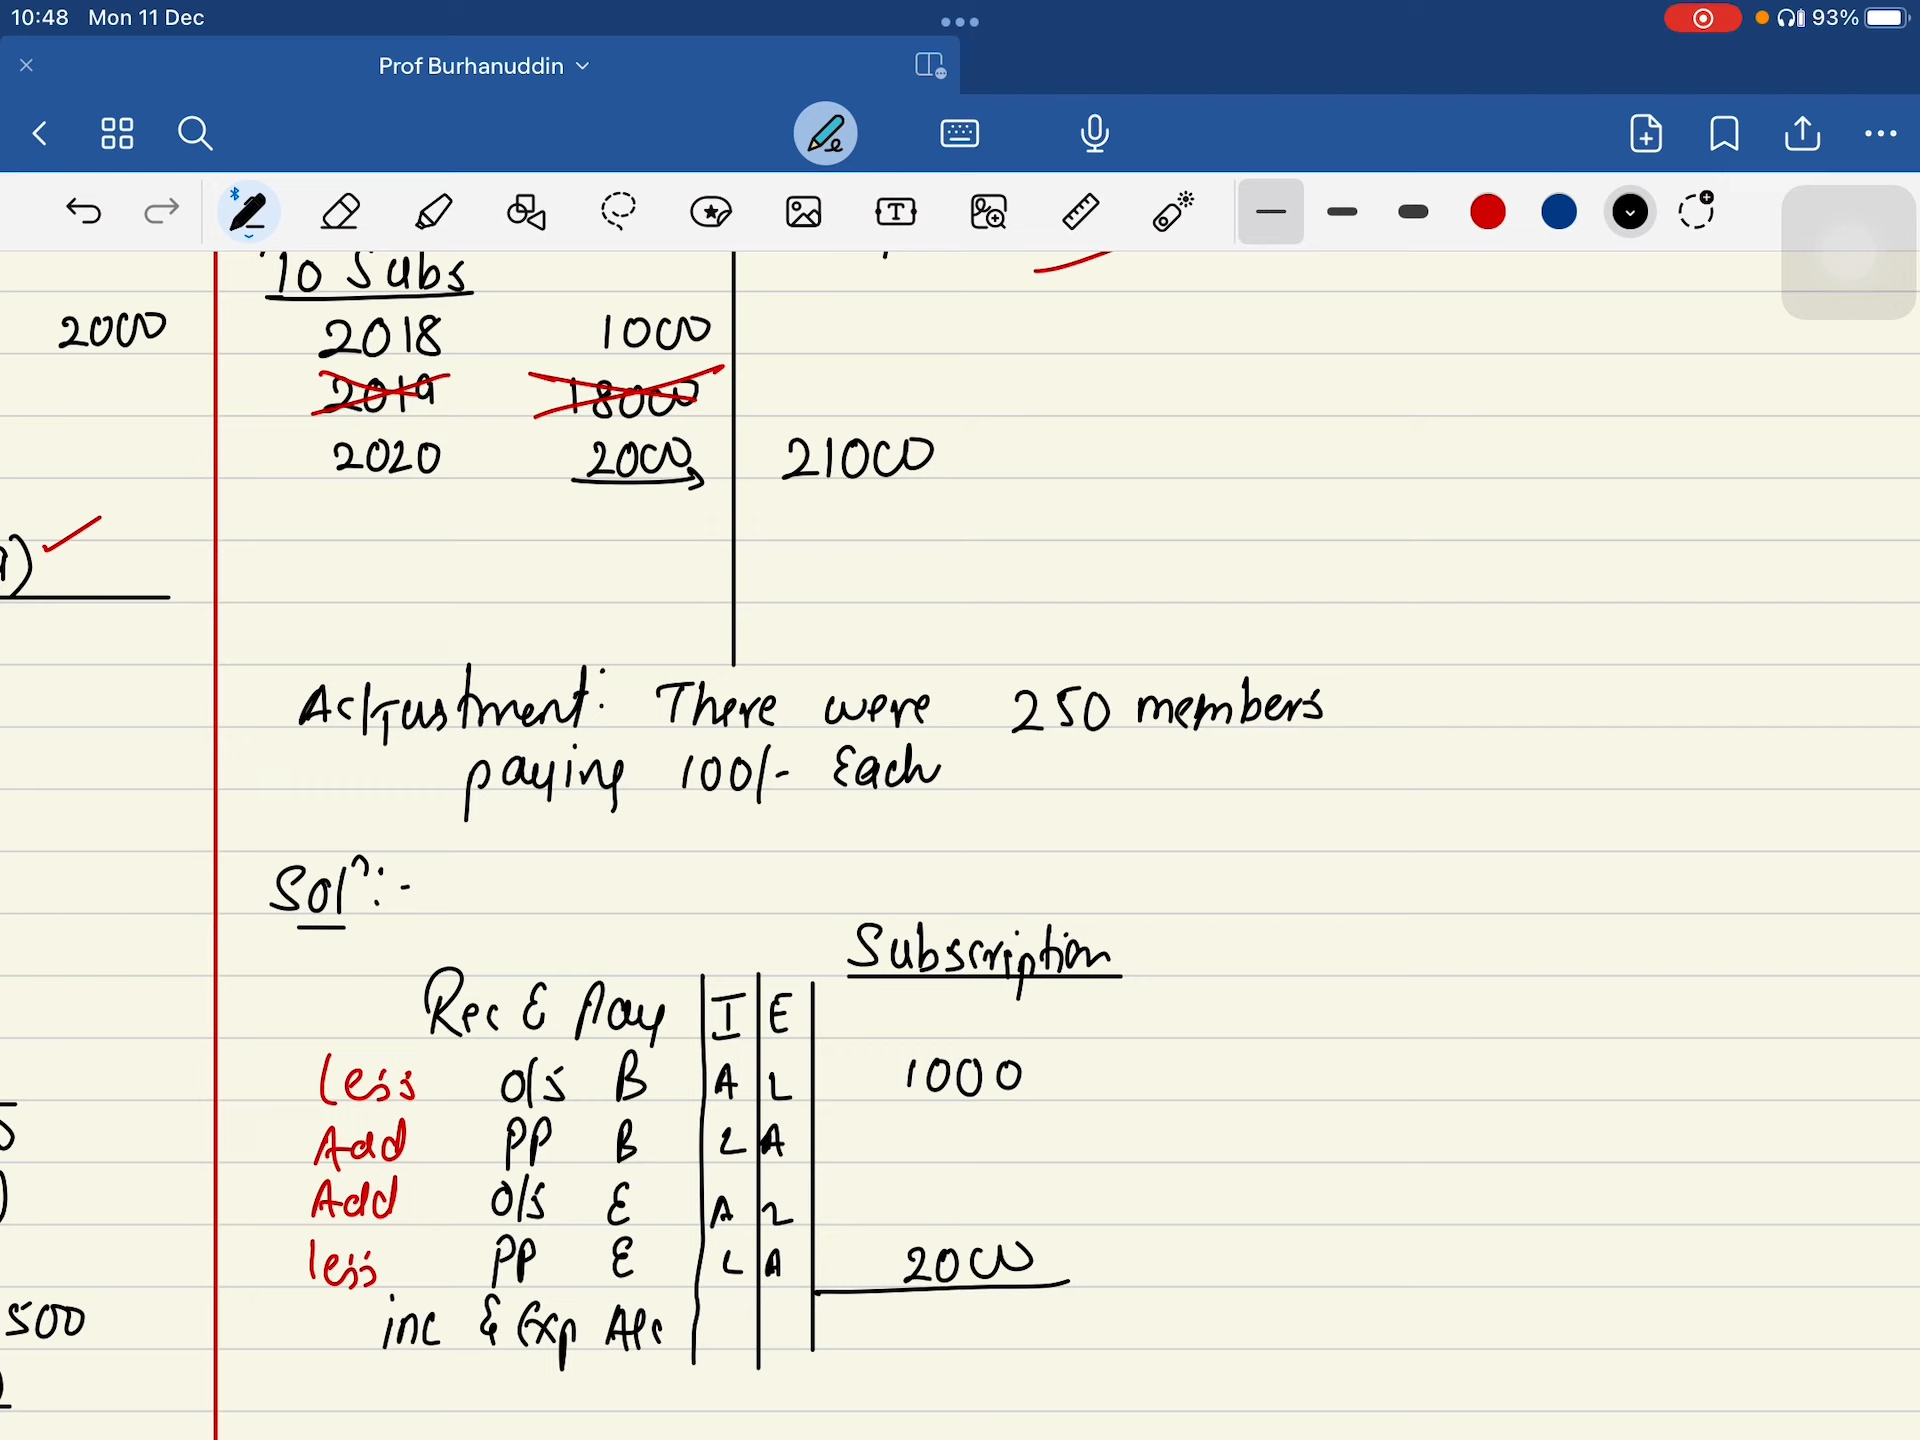 10:48 Mon 11 Dec
93%
Prof Burhanuddin
To Subs
2000
2018 1000
2019 18000
2020 2000 21000
Adjustment: There were 250 members
paying 100/- Each
Solⁿ:-
Subscription
Rec & Pay I E
Less O/s B A L 1000
Add PP B L A
Add O/s E A L
less PP E L A 2000
inc & Exp A/c
500